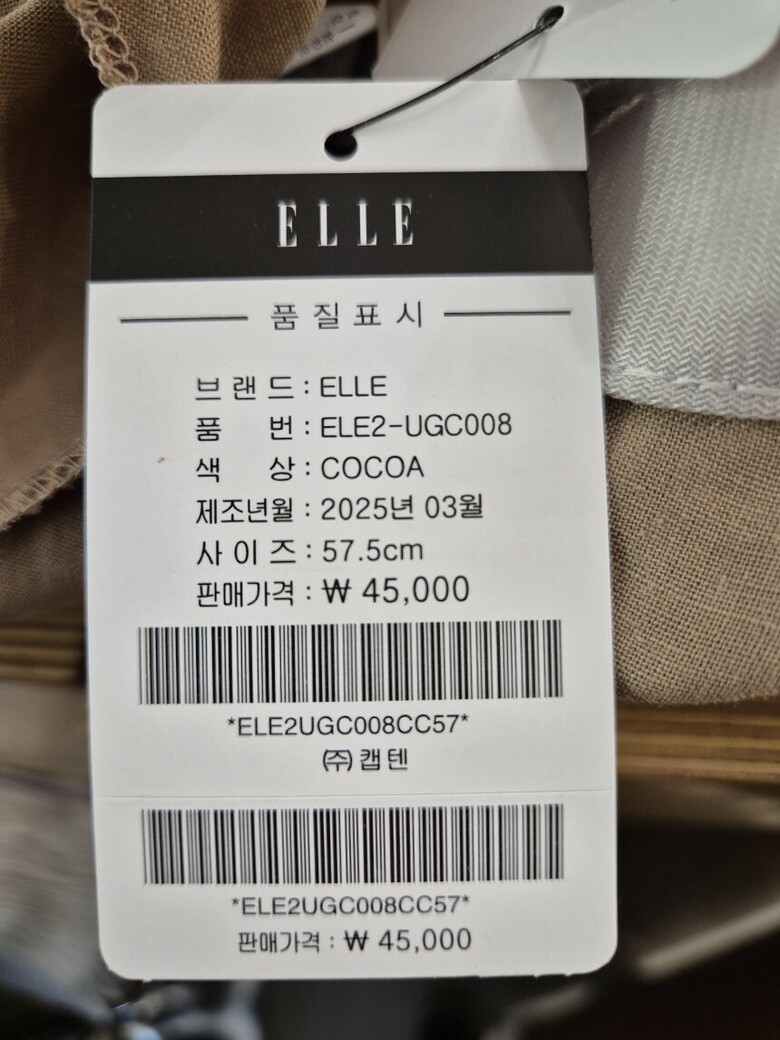 ELLE
품질표시
브랜드 : ELLE
품 번 : ELE2-UGC008
색 상 : COCOA
제조년월 : 2025년 03월
사이즈 : 57.5cm
판매가격 : ₩ 45,000
*ELE2UGC008CC57*
㈜캡텐
*ELE2UGC008CC57*
판매가격 : ₩ 45,000